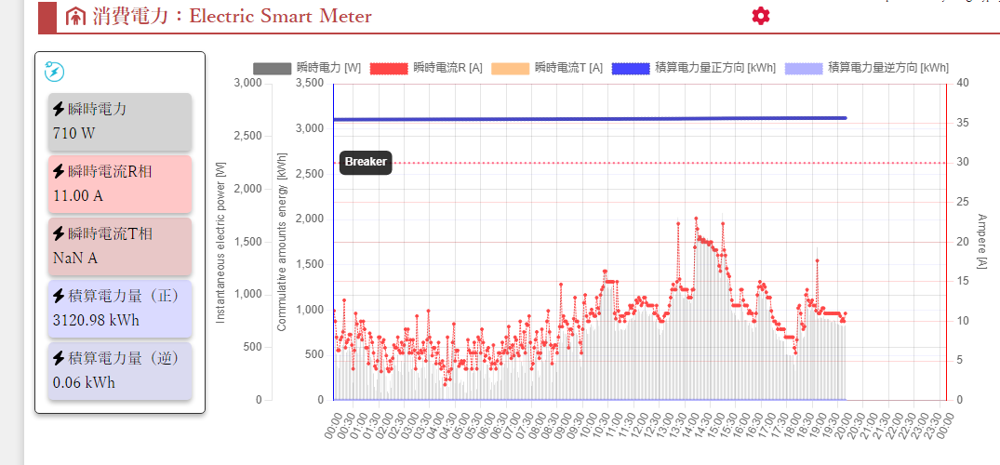 消費電力：Electric Smart Meter
瞬時電力
710 W
瞬時電流R相
11.00 A
瞬時電流T相
NaN A
積算電力量（正）
3120.98 kWh
積算電力量（逆）
0.06 kWh
瞬時電力 [W] 瞬時電流R [A] 瞬時電流T [A] 積算電力量正方向 [kWh] 積算電力量逆方向 [kWh]
Instantaneous electric power [W]
3,000
2,500
2,000
1,500
1,000
500
0
Commulative amounts energy [kWh]
3,500
3,000
2,500
2,000
1,500
1,000
500
0
Breaker
40
35
30
25
20
15
10
5
0
Ampere [A]
00:00 00:30 01:00 01:30 02:00 02:30 03:00 03:30 04:00 04:30 05:00 05:30 06:00 06:30 07:00 07:30 08:00 08:30 09:00 09:30 10:00 10:30 11:00 11:30 12:00 12:30 13:00 13:30 14:00 14:30 15:00 15:30 16:00 16:30 17:00 17:30 18:00 18:30 19:00 19:30 20:00 20:30 21:00 21:30 22:00 22:30 23:00 23:30 00:00